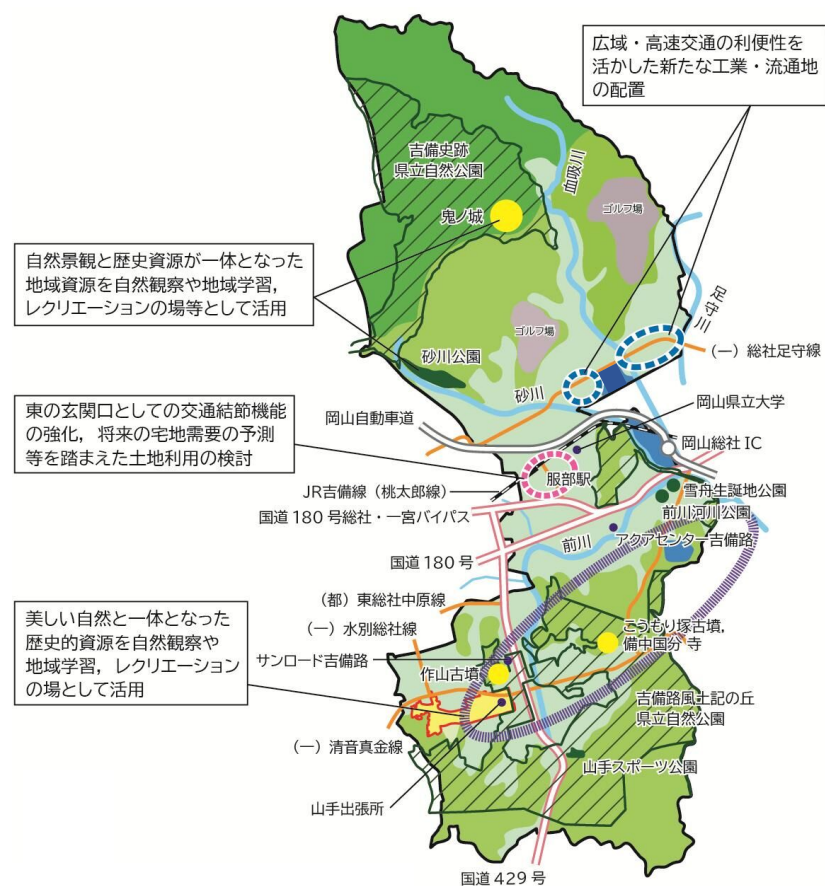 広域・高速交通の利便性を
活かした新たな工業・流通地
の配置
吉備史跡
県立自然公園
血吸川
ゴルフ場
鬼ノ城
自然景観と歴史資源が一体となった
地域資源を自然観察や地域学習，
レクリエーションの場等として活用
足守川
ゴルフ場
（一）総社足守線
砂川公園
砂川
岡山県立大学
東の玄関口としての交通結節機能
の強化，将来の宅地需要の予測
等を踏まえた土地利用の検討
岡山自動車道
岡山総社 IC
服部駅
JR吉備線（桃太郎線）
雪舟生誕地公園
国道 180 号総社・一宮バイパス
前川河川公園
前川
アクアセンター吉備路
国道 180 号
（都）東総社中原線
美しい自然と一体となった
歴史的資源を自然観察や
地域学習，レクリエーション
の場として活用
（一）水別総社線
こうもり塚古墳，
備中国分 寺
サンロード吉備路
作山古墳
吉備路風土記の丘
県立自然公園
（一）清音真金線
山手スポーツ公園
山手出張所
国道 429 号